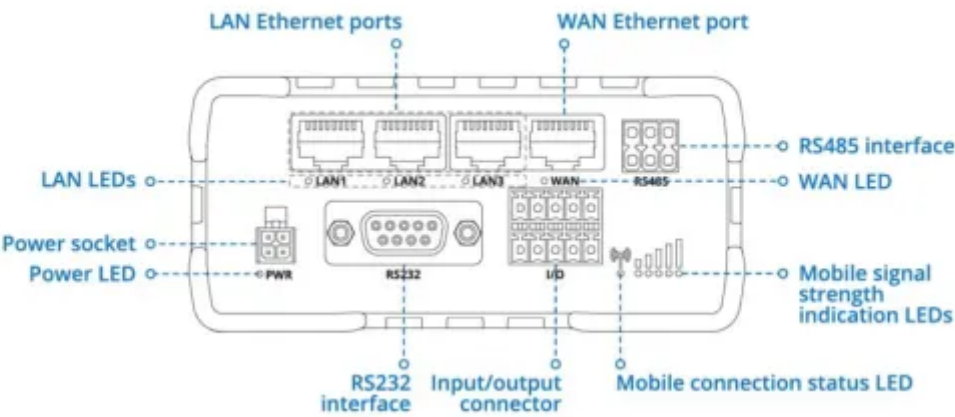 LAN Ethernet ports
WAN Ethernet port
RS485 interface
LAN LEDs
LAN1
LAN2
LAN3
WAN
RS485
WAN LED
Power socket
Power LED
PWR
RS232
I/O
Mobile signal
strength
indication LEDs
RS232
interface
Input/output
connector
Mobile connection status LED